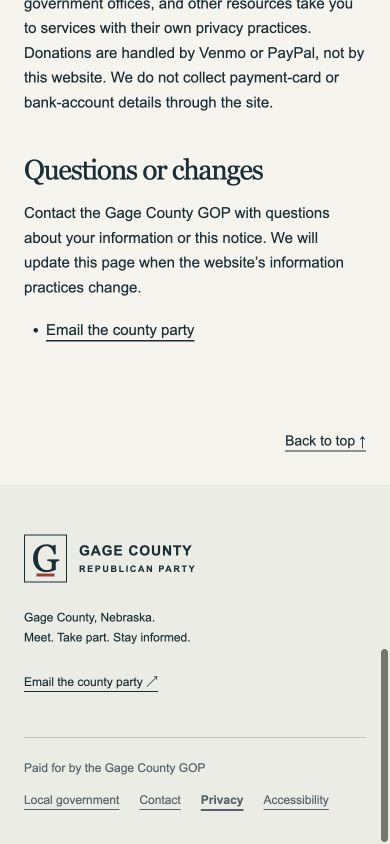 government offices, and other resources take you
to services with their own privacy practices.
Donations are handled by Venmo or PayPal, not by
this website. We do not collect payment-card or
bank-account details through the site.
Questions or changes
Contact the Gage County GOP with questions
about your information or this notice. We will
update this page when the website’s information
practices change.
• Email the county party
Back to top ↑
G
GAGE COUNTY
REPUBLICAN PARTY
Gage County, Nebraska.
Meet. Take part. Stay informed.
Email the county party ↗
Paid for by the Gage County GOP
Local government Contact Privacy Accessibility